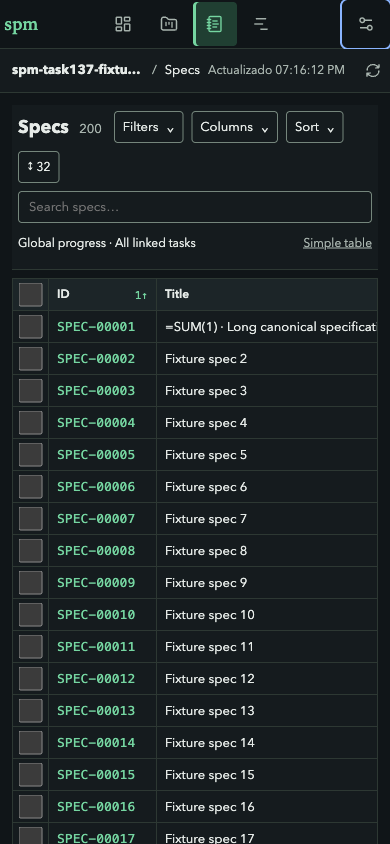 spm
spm-task137-fixtu... / Specs Actualizado 07:16:12 PM
Specs 200 Filters Columns Sort
↕ 32
Search specs...
Global progress · All linked tasks Simple table
ID 1↑ Title
SPEC-00001 =SUM(1) · Long canonical specificat
SPEC-00002 Fixture spec 2
SPEC-00003 Fixture spec 3
SPEC-00004 Fixture spec 4
SPEC-00005 Fixture spec 5
SPEC-00006 Fixture spec 6
SPEC-00007 Fixture spec 7
SPEC-00008 Fixture spec 8
SPEC-00009 Fixture spec 9
SPEC-00010 Fixture spec 10
SPEC-00011 Fixture spec 11
SPEC-00012 Fixture spec 12
SPEC-00013 Fixture spec 13
SPEC-00014 Fixture spec 14
SPEC-00015 Fixture spec 15
SPEC-00016 Fixture spec 16
SPEC-00017 Fixture spec 17